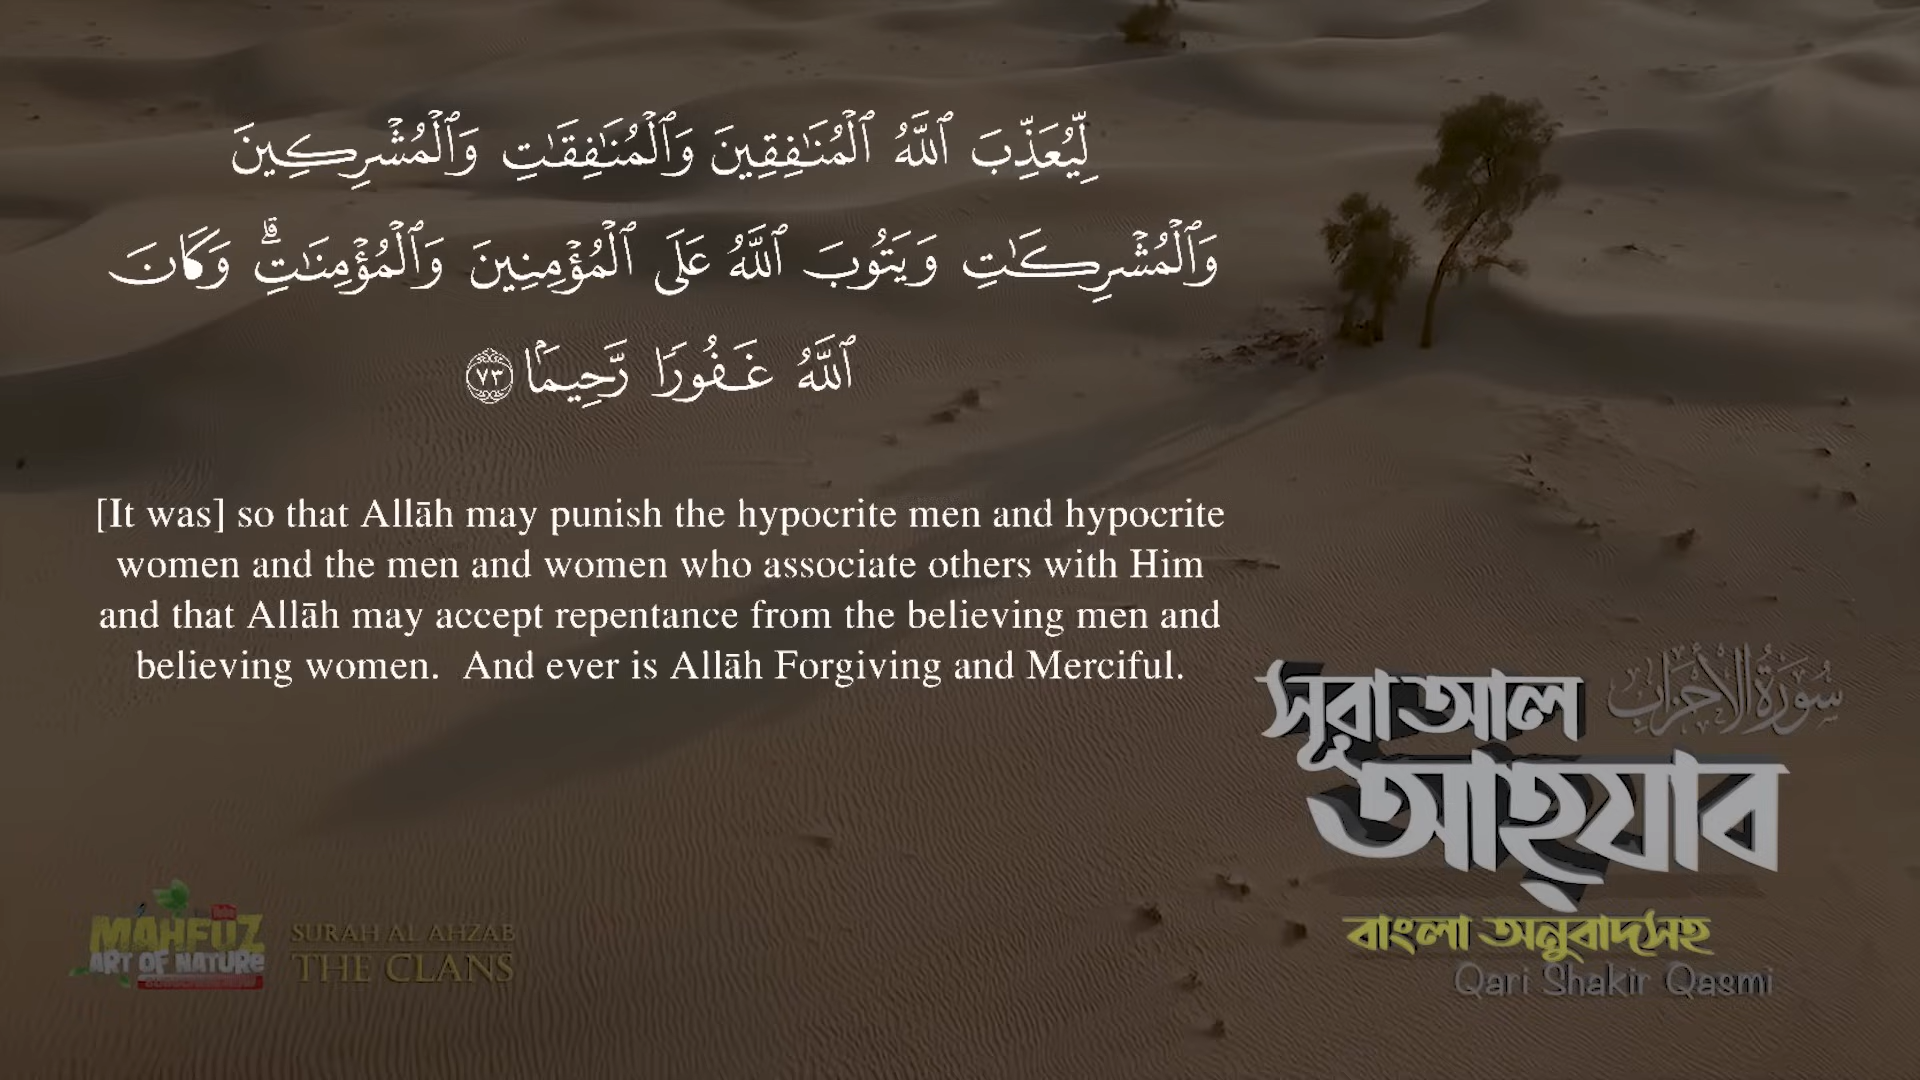 لِّيُعَذِّبَ ٱللَّهُ ٱلْمُنَـٰفِقِينَ وَٱلْمُنَـٰفِقَـٰتِ وَٱلْمُشْرِكِينَ
وَٱلْمُشْرِكَـٰتِ وَيَتُوبَ ٱللَّهُ عَلَى ٱلْمُؤْمِنِينَ وَٱلْمُؤْمِنَـٰتِ ۗ وَكَانَ
ٱللَّهُ غَفُورًا رَّحِيمًۢا ٧٣
[It was] so that Allāh may punish the hypocrite men and hypocrite
women and the men and women who associate others with Him
and that Allāh may accept repentance from the believing men and
believing women. And ever is Allāh Forgiving and Merciful.
সূরা আল
سُورَةُ الأَحْزَاب
আহ্যাব
বাংলা অনুবাদসহ
Qari Shakir Qasmi
MAHFUZ
ART OF NATURE
SURAH AL AHZAB
THE CLANS